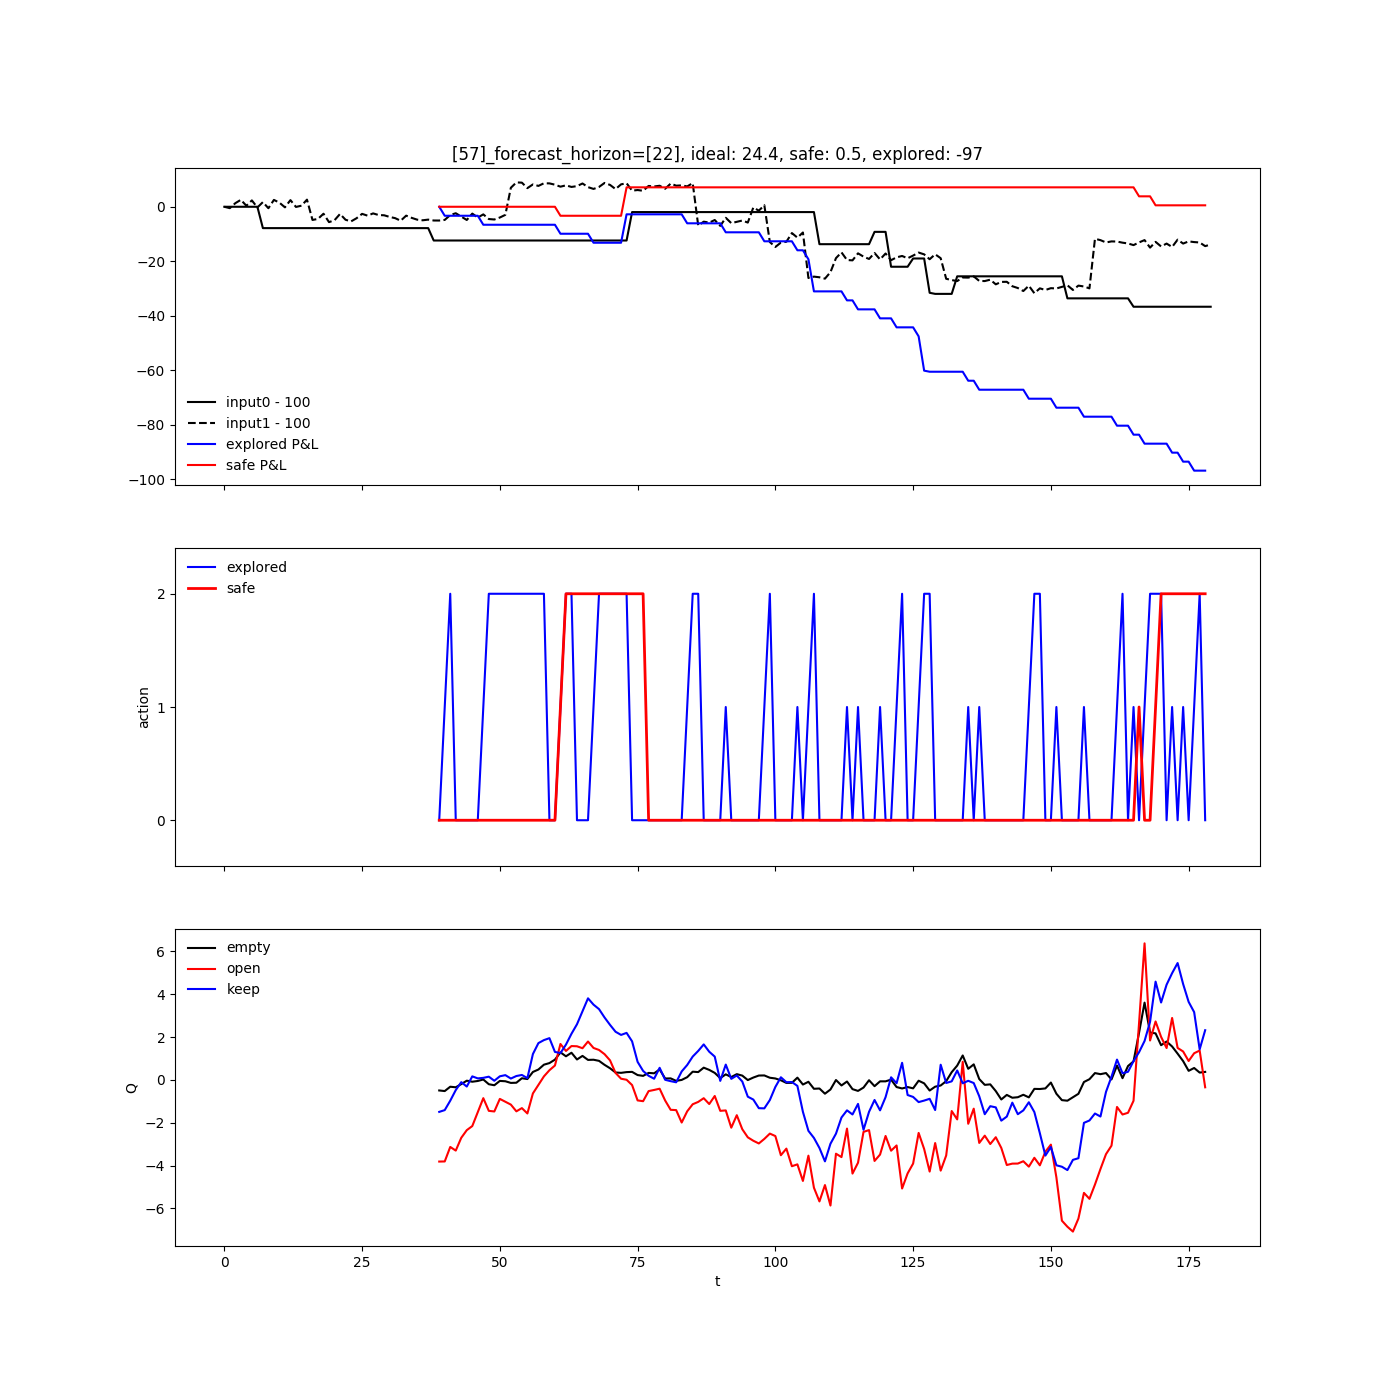 [57]_forecast_horizon=[22], ideal: 24.4, safe: 0.5, explored: -97
0
−20
−40
−60
−80
−100
input0 - 100
input1 - 100
explored P&L
safe P&L
explored
safe
2
1
0
action
empty
open
keep
6
4
2
0
−2
−4
−6
Q
0 25 50 75 100 125 150 175
t